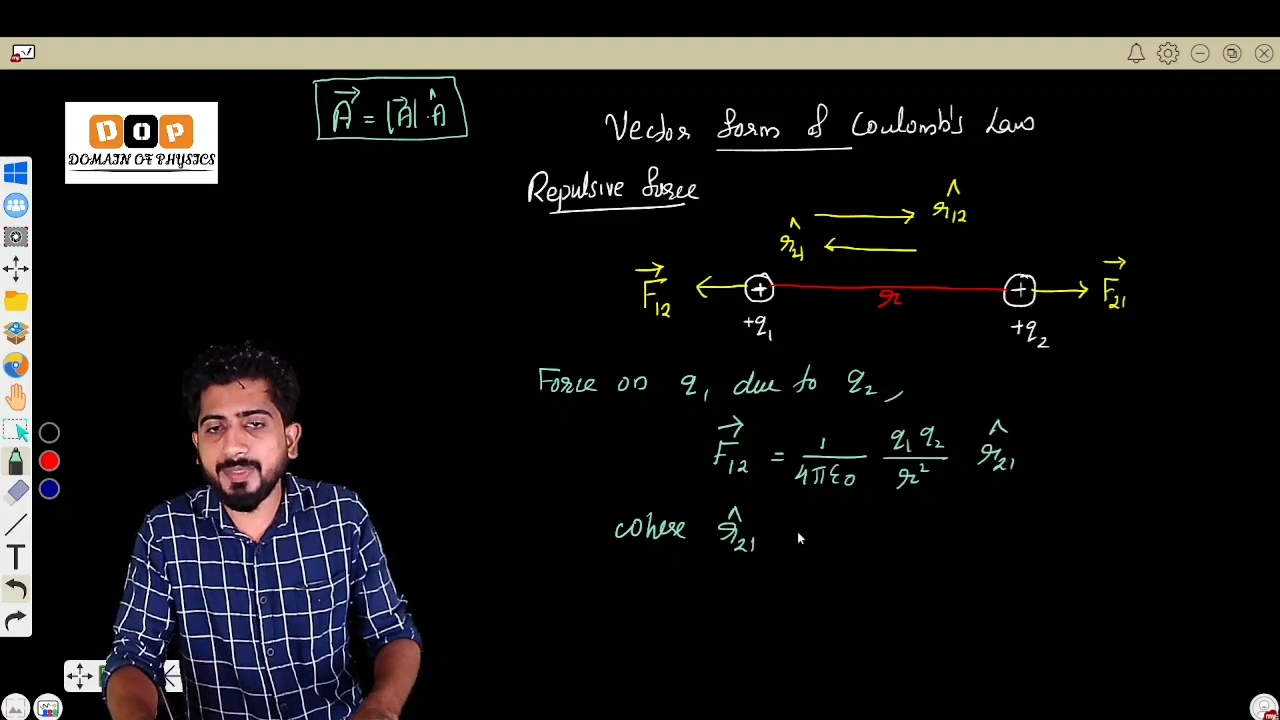 A⃗ = |A⃗| · Â
DOP
DOMAIN OF PHYSICS
Vector form of Coulomb's Law
Repulsive force
r̂₁₂
r̂₂₁
F⃗₁₂ + r + F⃗₂₁
+q₁ +q₂
Force on q₁ due to q₂,
F⃗₁₂ = 1/4πε₀ q₁q₂/r² r̂₂₁
where r̂₂₁
T